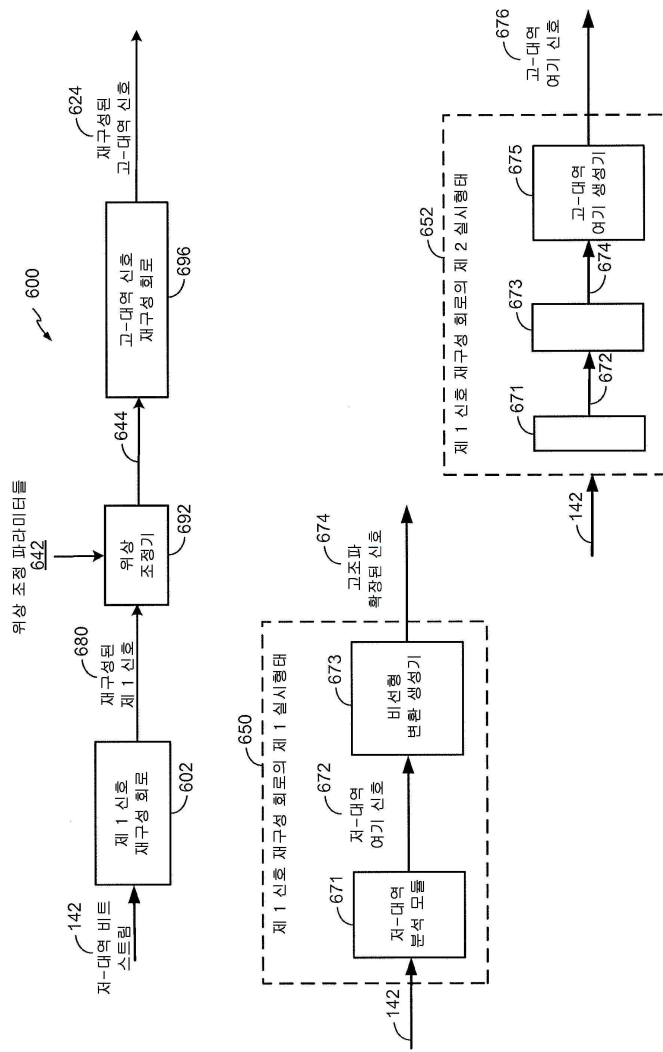 600
142
저-대역 비트
스트림
제 1 신호
재구성 회로
602
680
재구성된
제 1 신호
위상 조정 파라미터들
642
위상
조정기
692
644
고-대역 신호
재구성 회로
696
624
재구성된
고-대역 신호
650
제 1 신호 재구성 회로의 제 1 실시형태
142
671
저-대역
분석 모듈
672
저-대역
여기 신호
673
비선형
변환 생성기
674
고조파
확장된 신호
652
제 1 신호 재구성 회로의 제 2 실시형태
142
671
672
673
674
675
고-대역
여기 생성기
676
고-대역
여기 신호